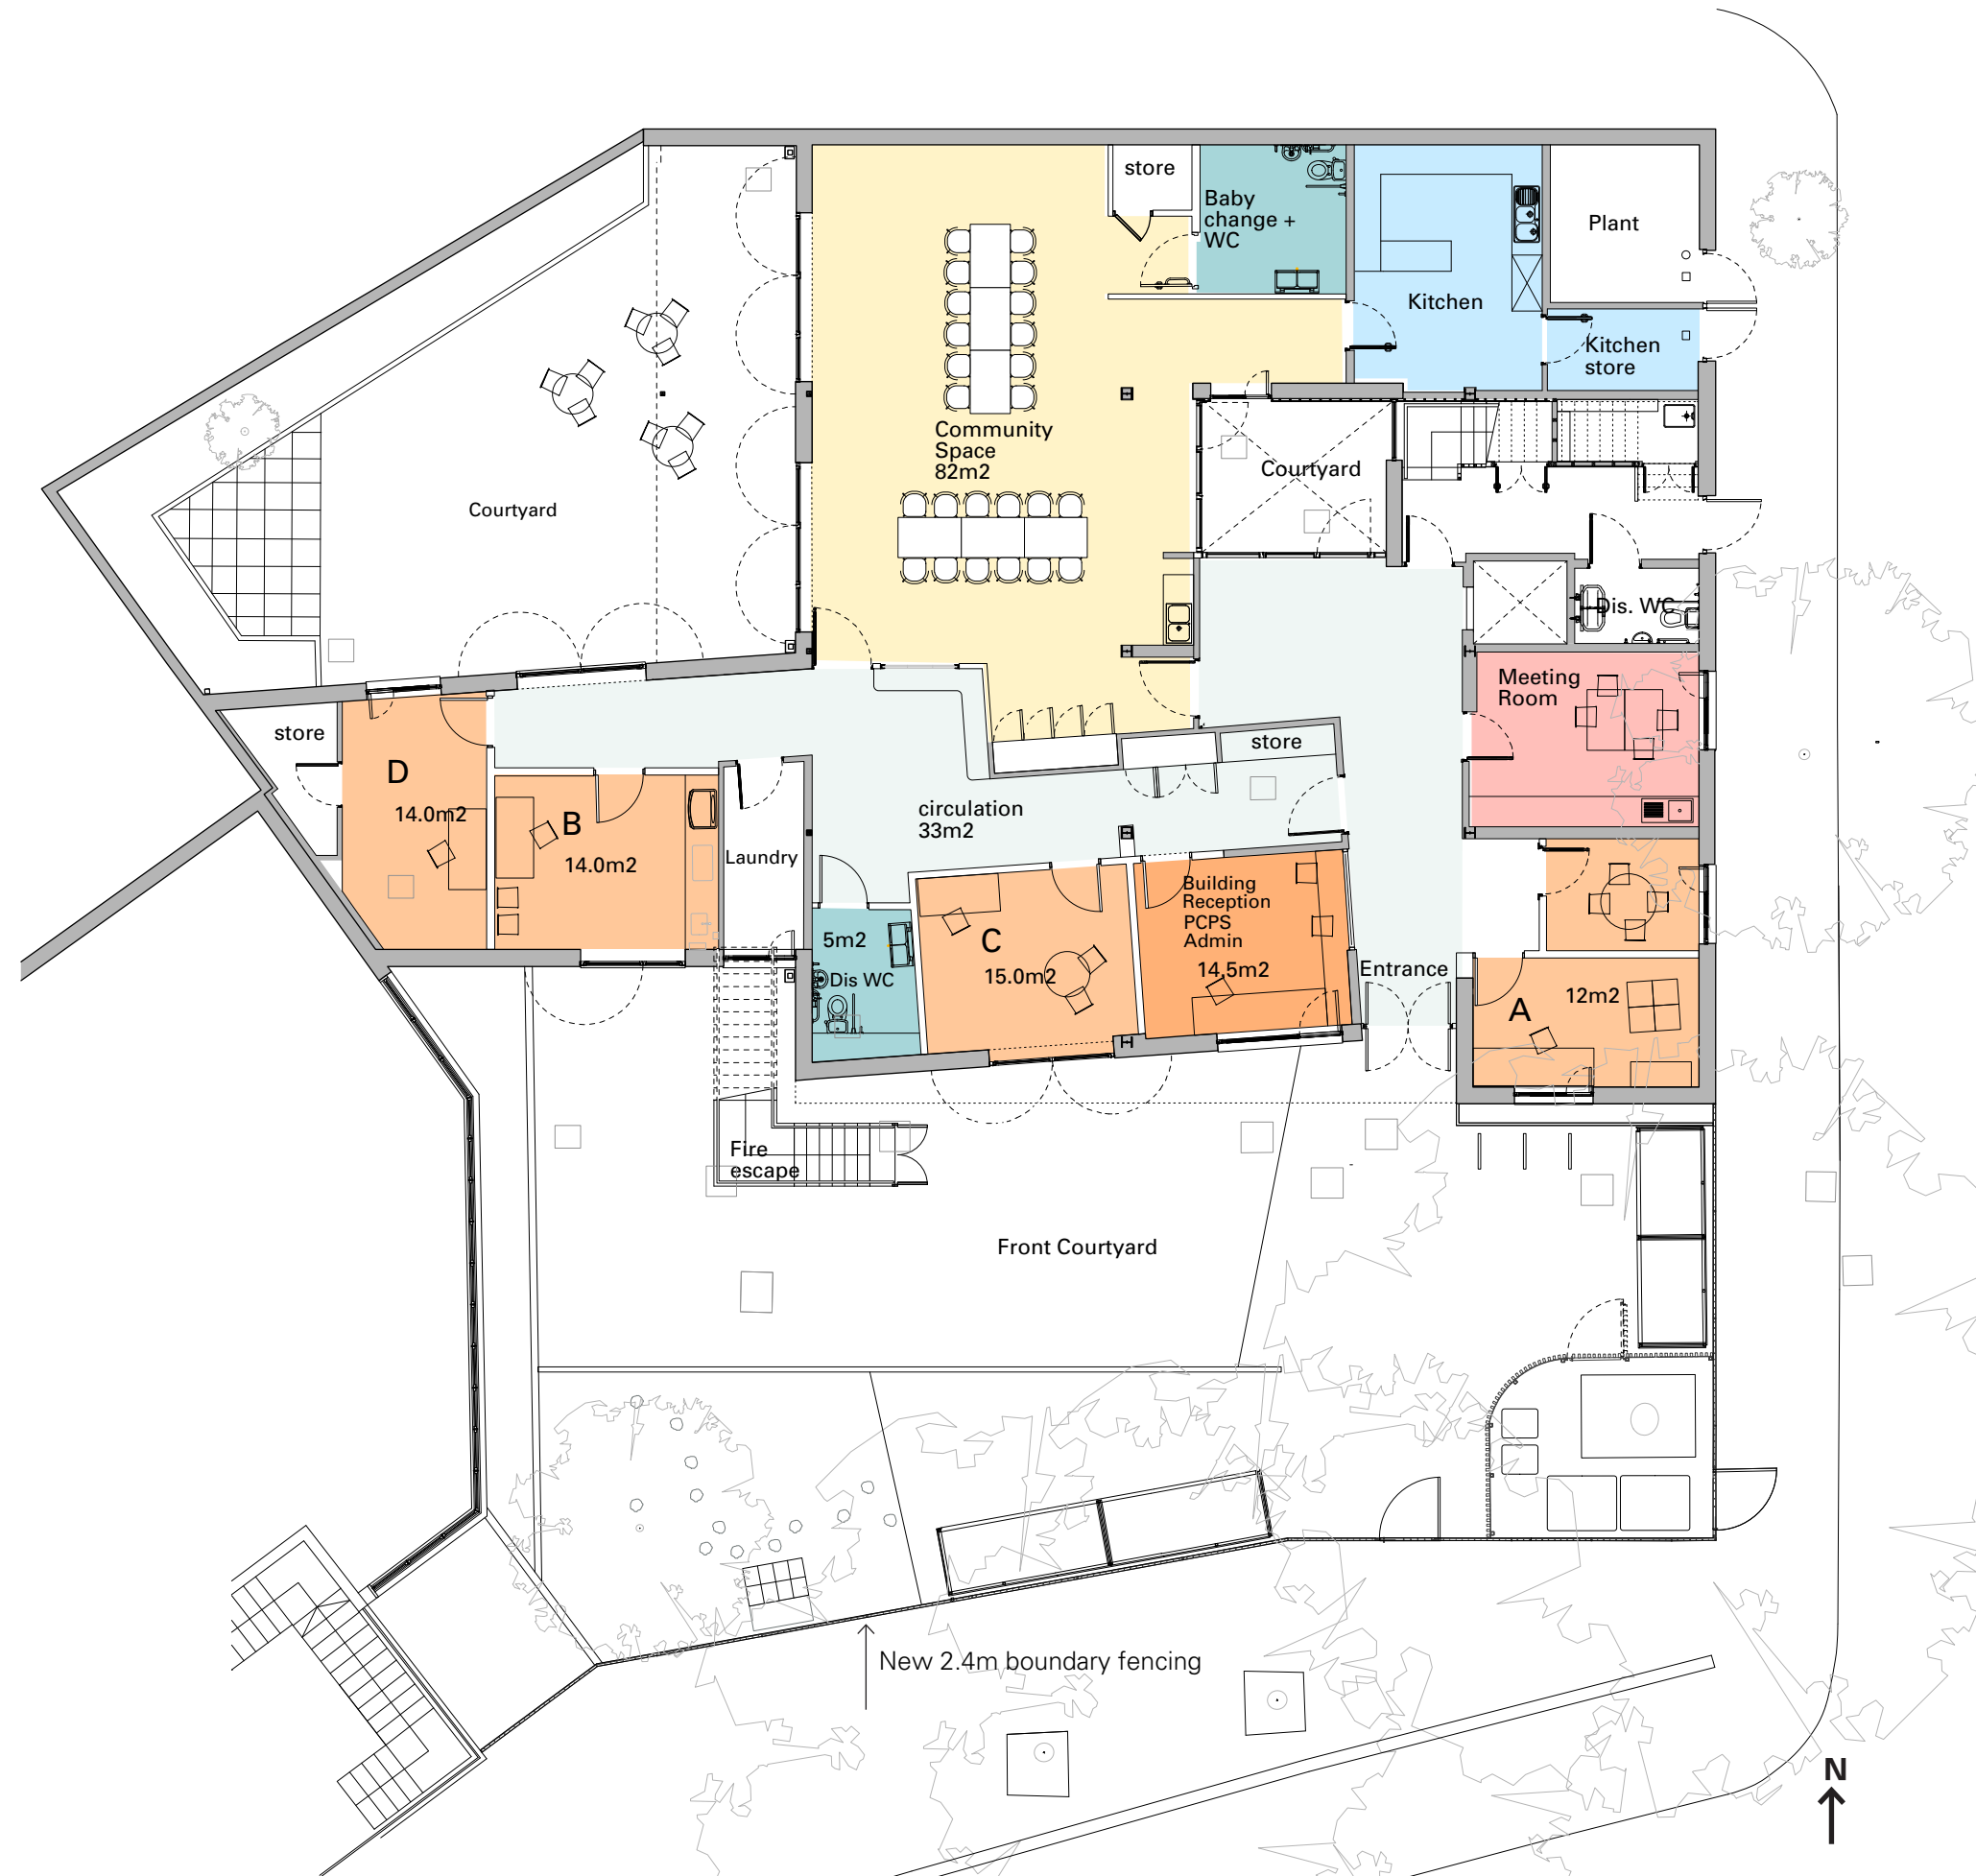 store
Baby
change +
WC
Plant
Kitchen
Kitchen
store
Community
Space
82m2
Courtyard
Courtyard
Dis. WC
Meeting
Room
store
store
D
14.0m2
B
14.0m2
circulation
33m2
Laundry
Building
Reception
PCPS
Admin
14.5m2
5m2
Dis WC
C
15.0m2
Entrance
A
12m2
Fire
escape
Front Courtyard
New 2.4m boundary fencing
N